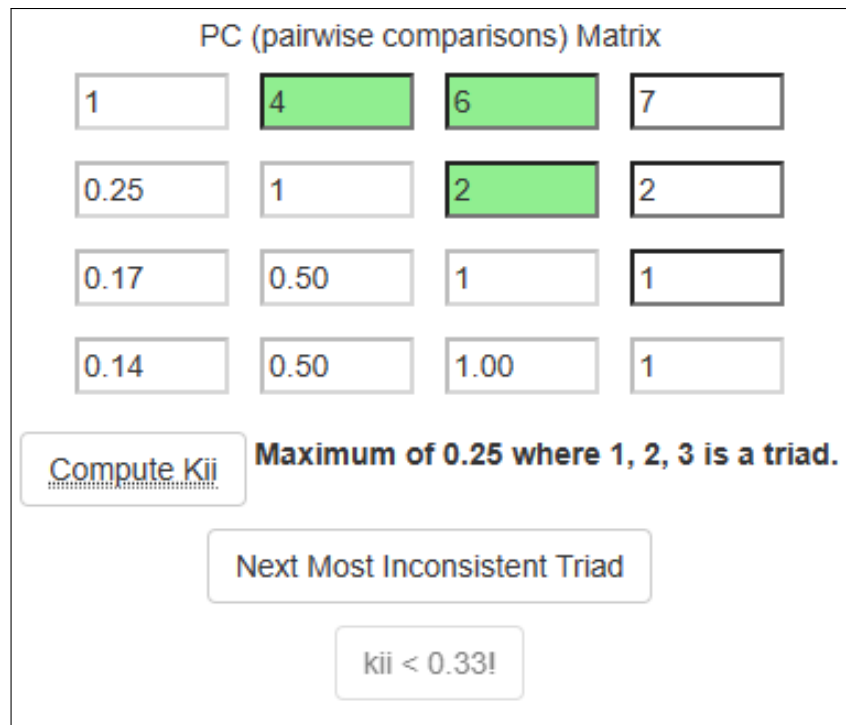 PC (pairwise comparisons) Matrix
1 4 6 7
0.25 1 2 2
0.17 0.50 1 1
0.14 0.50 1.00 1
Compute Kii Maximum of 0.25 where 1, 2, 3 is a triad.
Next Most Inconsistent Triad
kii < 0.33!